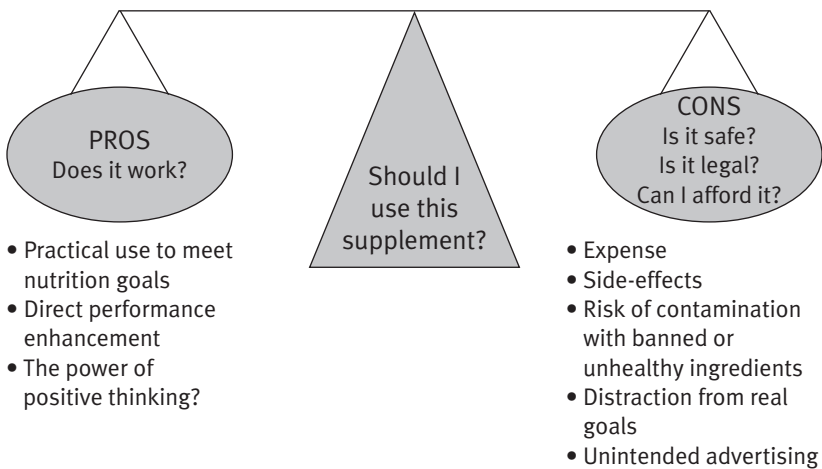 PROS
Does it work?
• Practical use to meet
nutrition goals
• Direct performance
enhancement
• The power of
positive thinking?
Should I
use this
supplement?
CONS
Is it safe?
Is it legal?
Can I afford it?
• Expense
• Side-effects
• Risk of contamination
with banned or
unhealthy ingredients
• Distraction from real
goals
• Unintended advertising